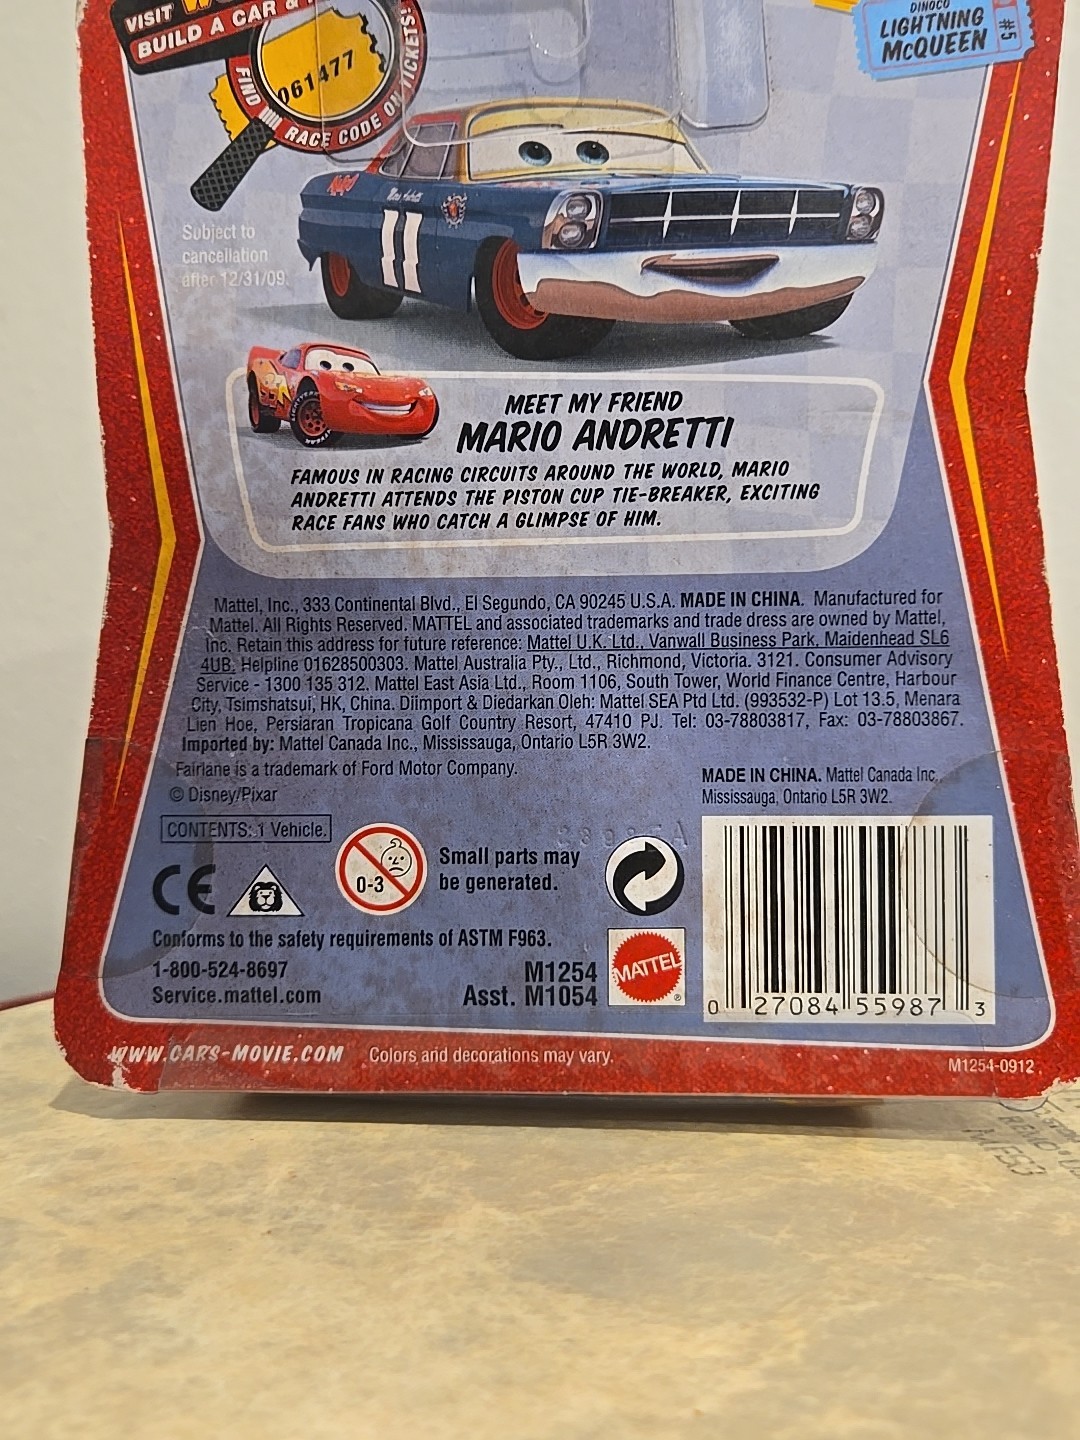 VISIT
BUILD A CAR &
FIND
061477
RACE CODE ON TICKETS:
DINOCO
LIGHTNING
McQUEEN
#5
Subject to
cancellation
after 12/31/09.
Mario Andretti
11
MEET MY FRIEND
MARIO ANDRETTI
FAMOUS IN RACING CIRCUITS AROUND THE WORLD, MARIO
ANDRETTI ATTENDS THE PISTON CUP TIE-BREAKER, EXCITING
RACE FANS WHO CATCH A GLIMPSE OF HIM.
Mattel, Inc., 333 Continental Blvd., El Segundo, CA 90245 U.S.A. MADE IN CHINA. Manufactured for
Mattel. All Rights Reserved. MATTEL and associated trademarks and trade dress are owned by Mattel,
Inc. Retain this address for future reference: Mattel U.K. Ltd., Vanwall Business Park, Maidenhead SL6
4UB. Helpline 01628500303. Mattel Australia Pty., Ltd., Richmond, Victoria. 3121. Consumer Advisory
Service - 1300 135 312. Mattel East Asia Ltd., Room 1106, South Tower, World Finance Centre, Harbour
City, Tsimshatsui, HK, China. Diimport & Diedarkan Oleh: Mattel SEA Ptd Ltd. (993532-P) Lot 13.5, Menara
Lien Hoe, Persiaran Tropicana Golf Country Resort, 47410 PJ. Tel: 03-78803817, Fax: 03-78803867.
Imported by: Mattel Canada Inc., Mississauga, Ontario L5R 3W2.
Fairlane is a trademark of Ford Motor Company.
© Disney/Pixar
MADE IN CHINA. Mattel Canada Inc.,
Mississauga, Ontario L5R 3W2.
CONTENTS: 1 Vehicle.
CE
0-3
Small parts may
be generated.
Conforms to the safety requirements of ASTM F963.
1-800-524-8697
Service.mattel.com
M1254
Asst. M1054
MATTEL
®
0 27084 55987 3
WWW.CARS-MOVIE.COM
Colors and decorations may vary.
M1254-0912